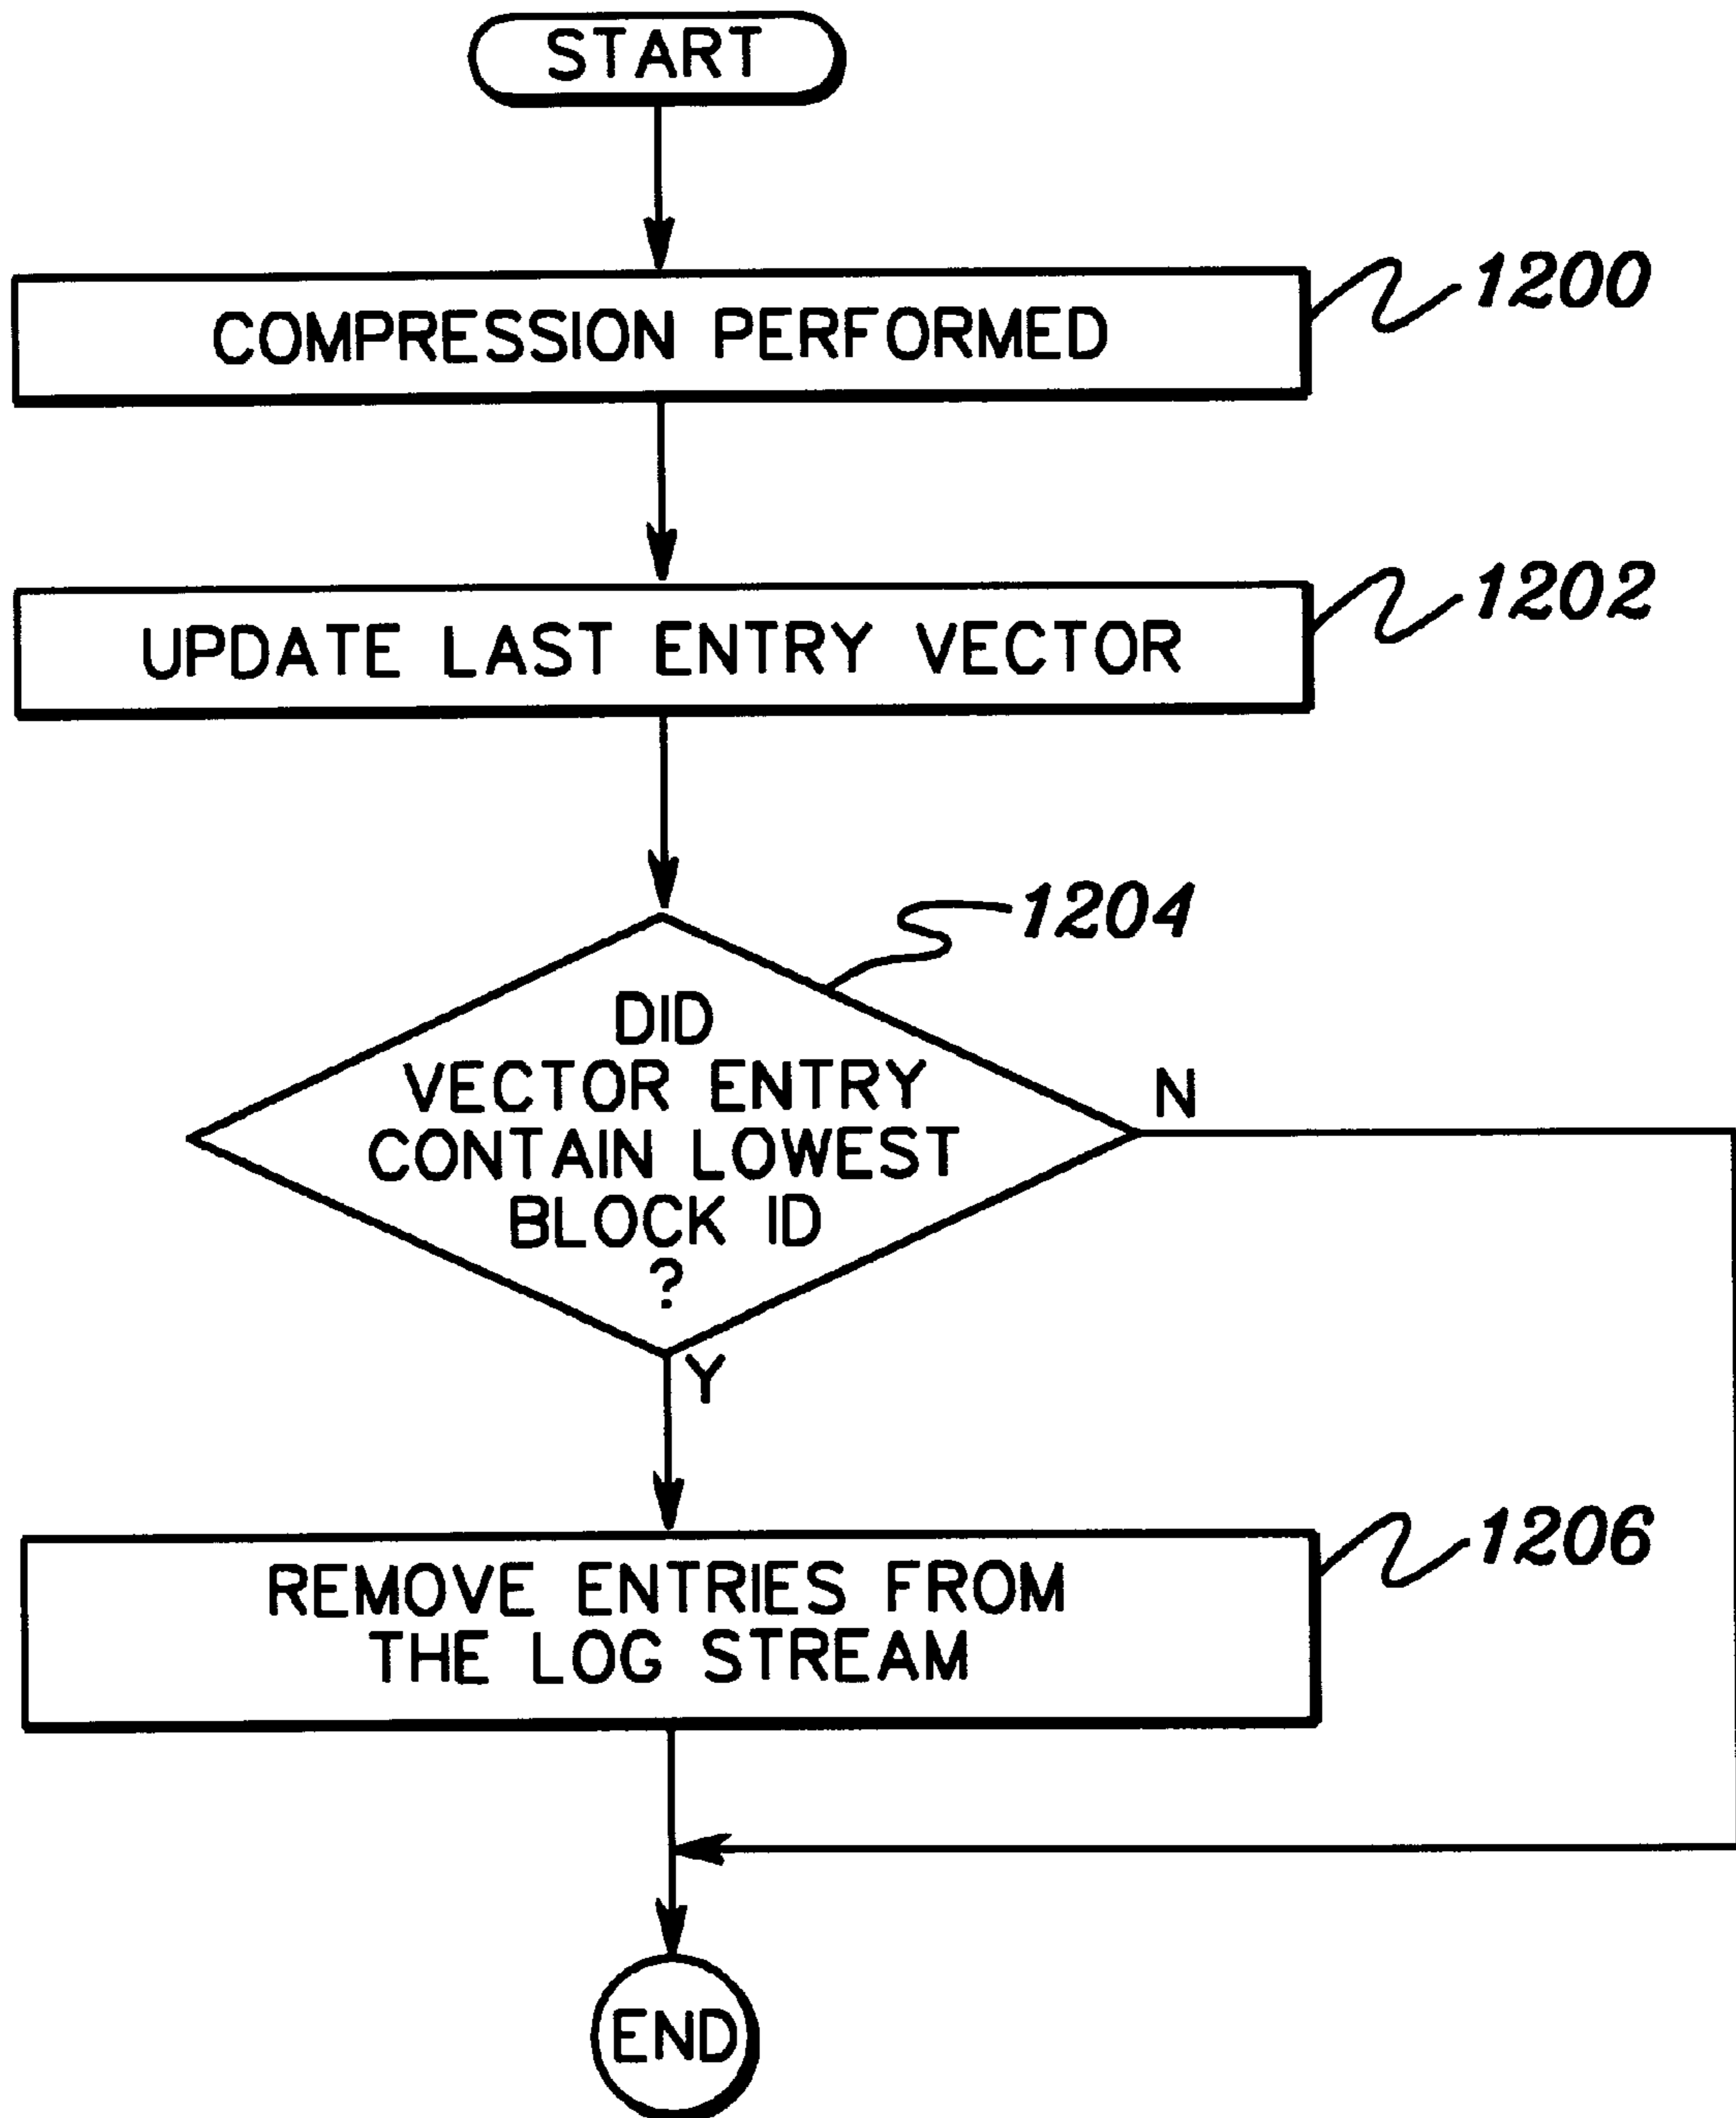 START
COMPRESSION PERFORMED
1200
UPDATE LAST ENTRY VECTOR
1202
1204
DID
VECTOR ENTRY
CONTAIN LOWEST
BLOCK ID
?
N
Y
REMOVE ENTRIES FROM
THE LOG STREAM
1206
END